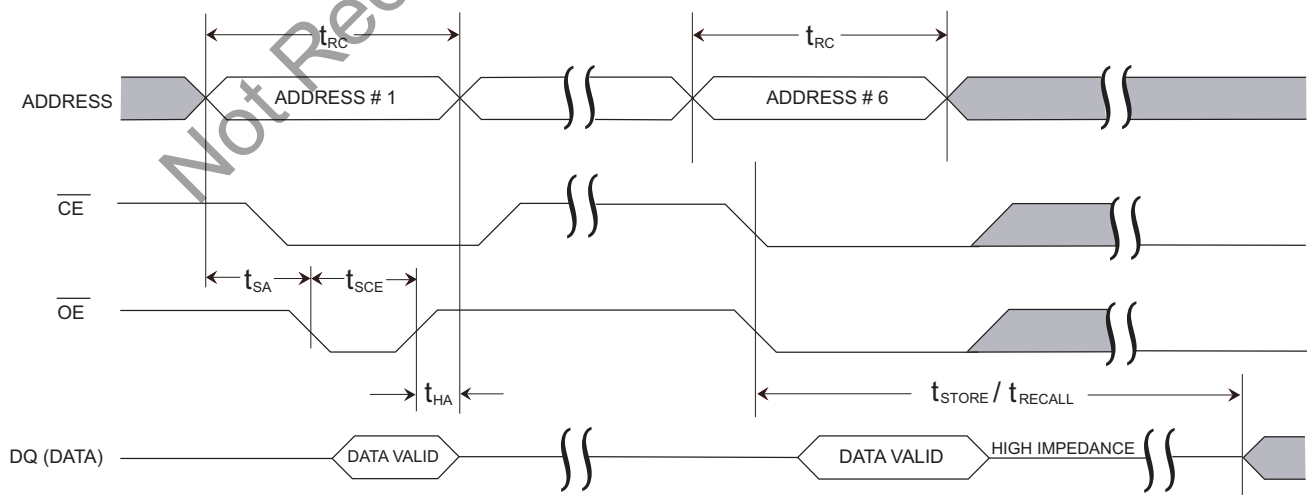 Not Rec
tRC
tRC
ADDRESS
ADDRESS # 1
ADDRESS # 6
CE
tSA
tSCE
OE
tHA
tSTORE / tRECALL
DQ (DATA)
DATA VALID
DATA VALID
HIGH IMPEDANCE